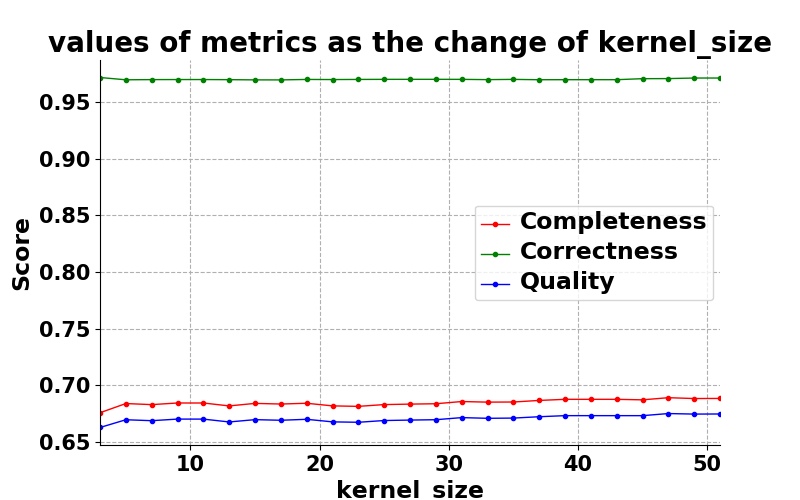 values of metrics as the change of kernel_size
0.95
0.90
0.85
0.80
0.75
0.70
0.65
Score
Completeness
Correctness
Quality
10 20 30 40 50
kernel_size